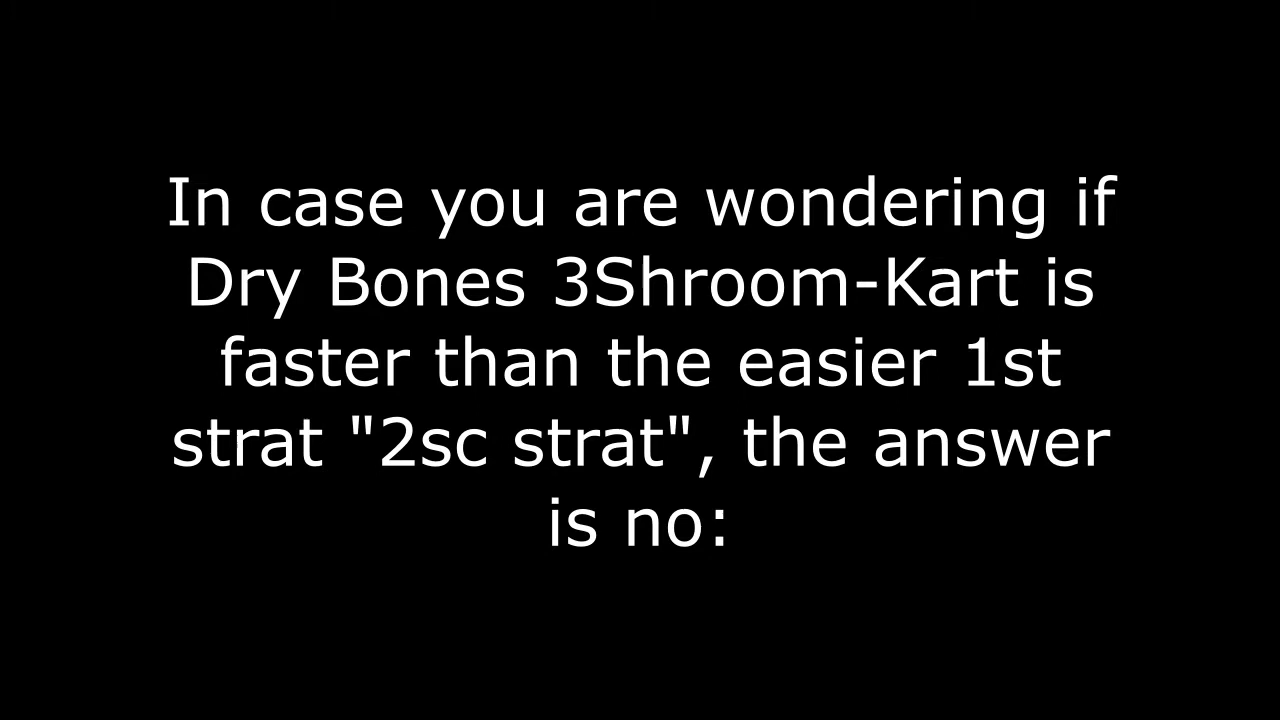 In case you are wondering if
Dry Bones 3Shroom-Kart is
faster than the easier 1st
strat "2sc strat", the answer
is no: